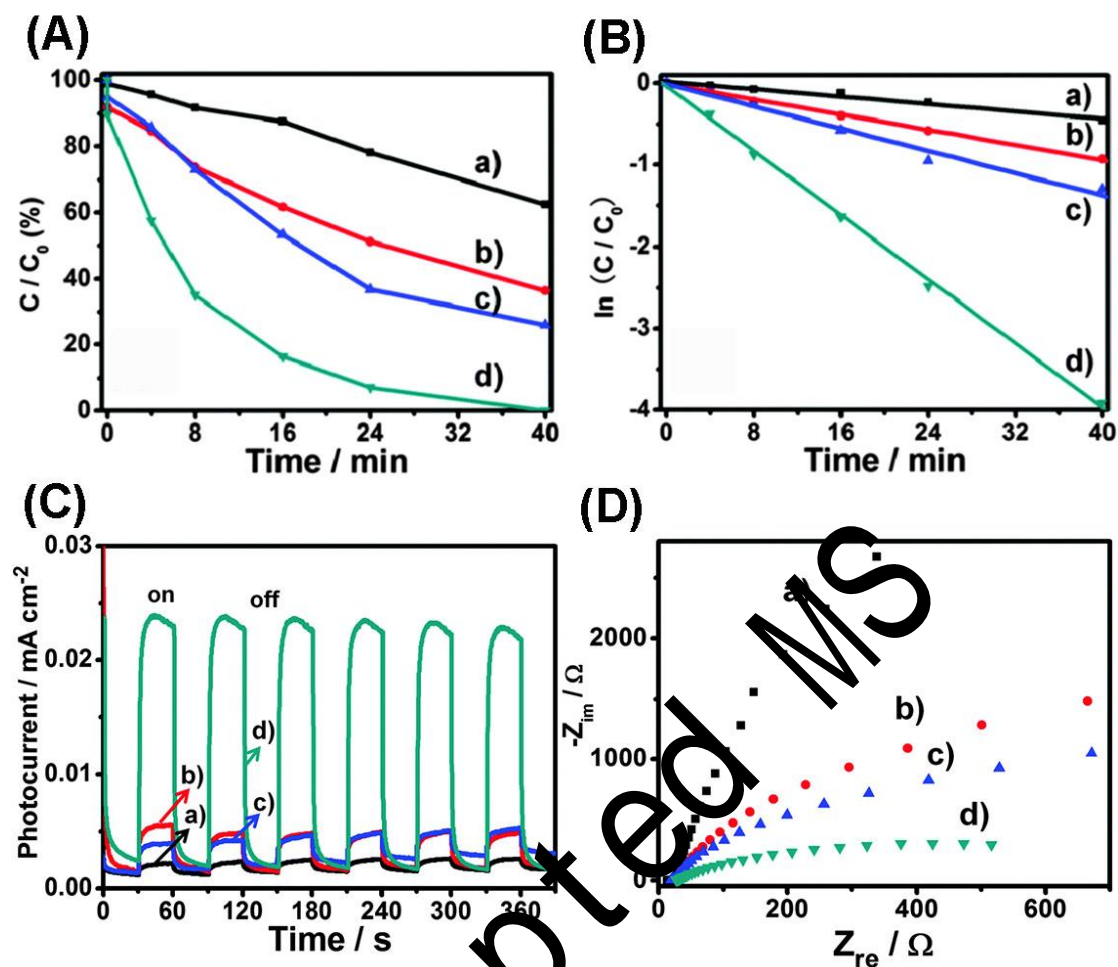 (A)
(B)
C / C₀ (%)
100
80
60
40
20
0
a)
b)
c)
d)
0 8 16 24 32 40
Time / min
ln (C / C₀)
0
-1
-2
-3
-4
a)
b)
c)
d)
0 8 16 24 32 40
Time / min
(C)
(D)
Photocurrent / mA cm⁻²
0.03
0.02
0.01
0.00
on off
d)
b)
a)
c)
0 60 120 180 240 300
Time / s
-Z_im / Ω
2000
1000
0
b)
c)
d)
0 200 400 600
Z_re / Ω
pted MS